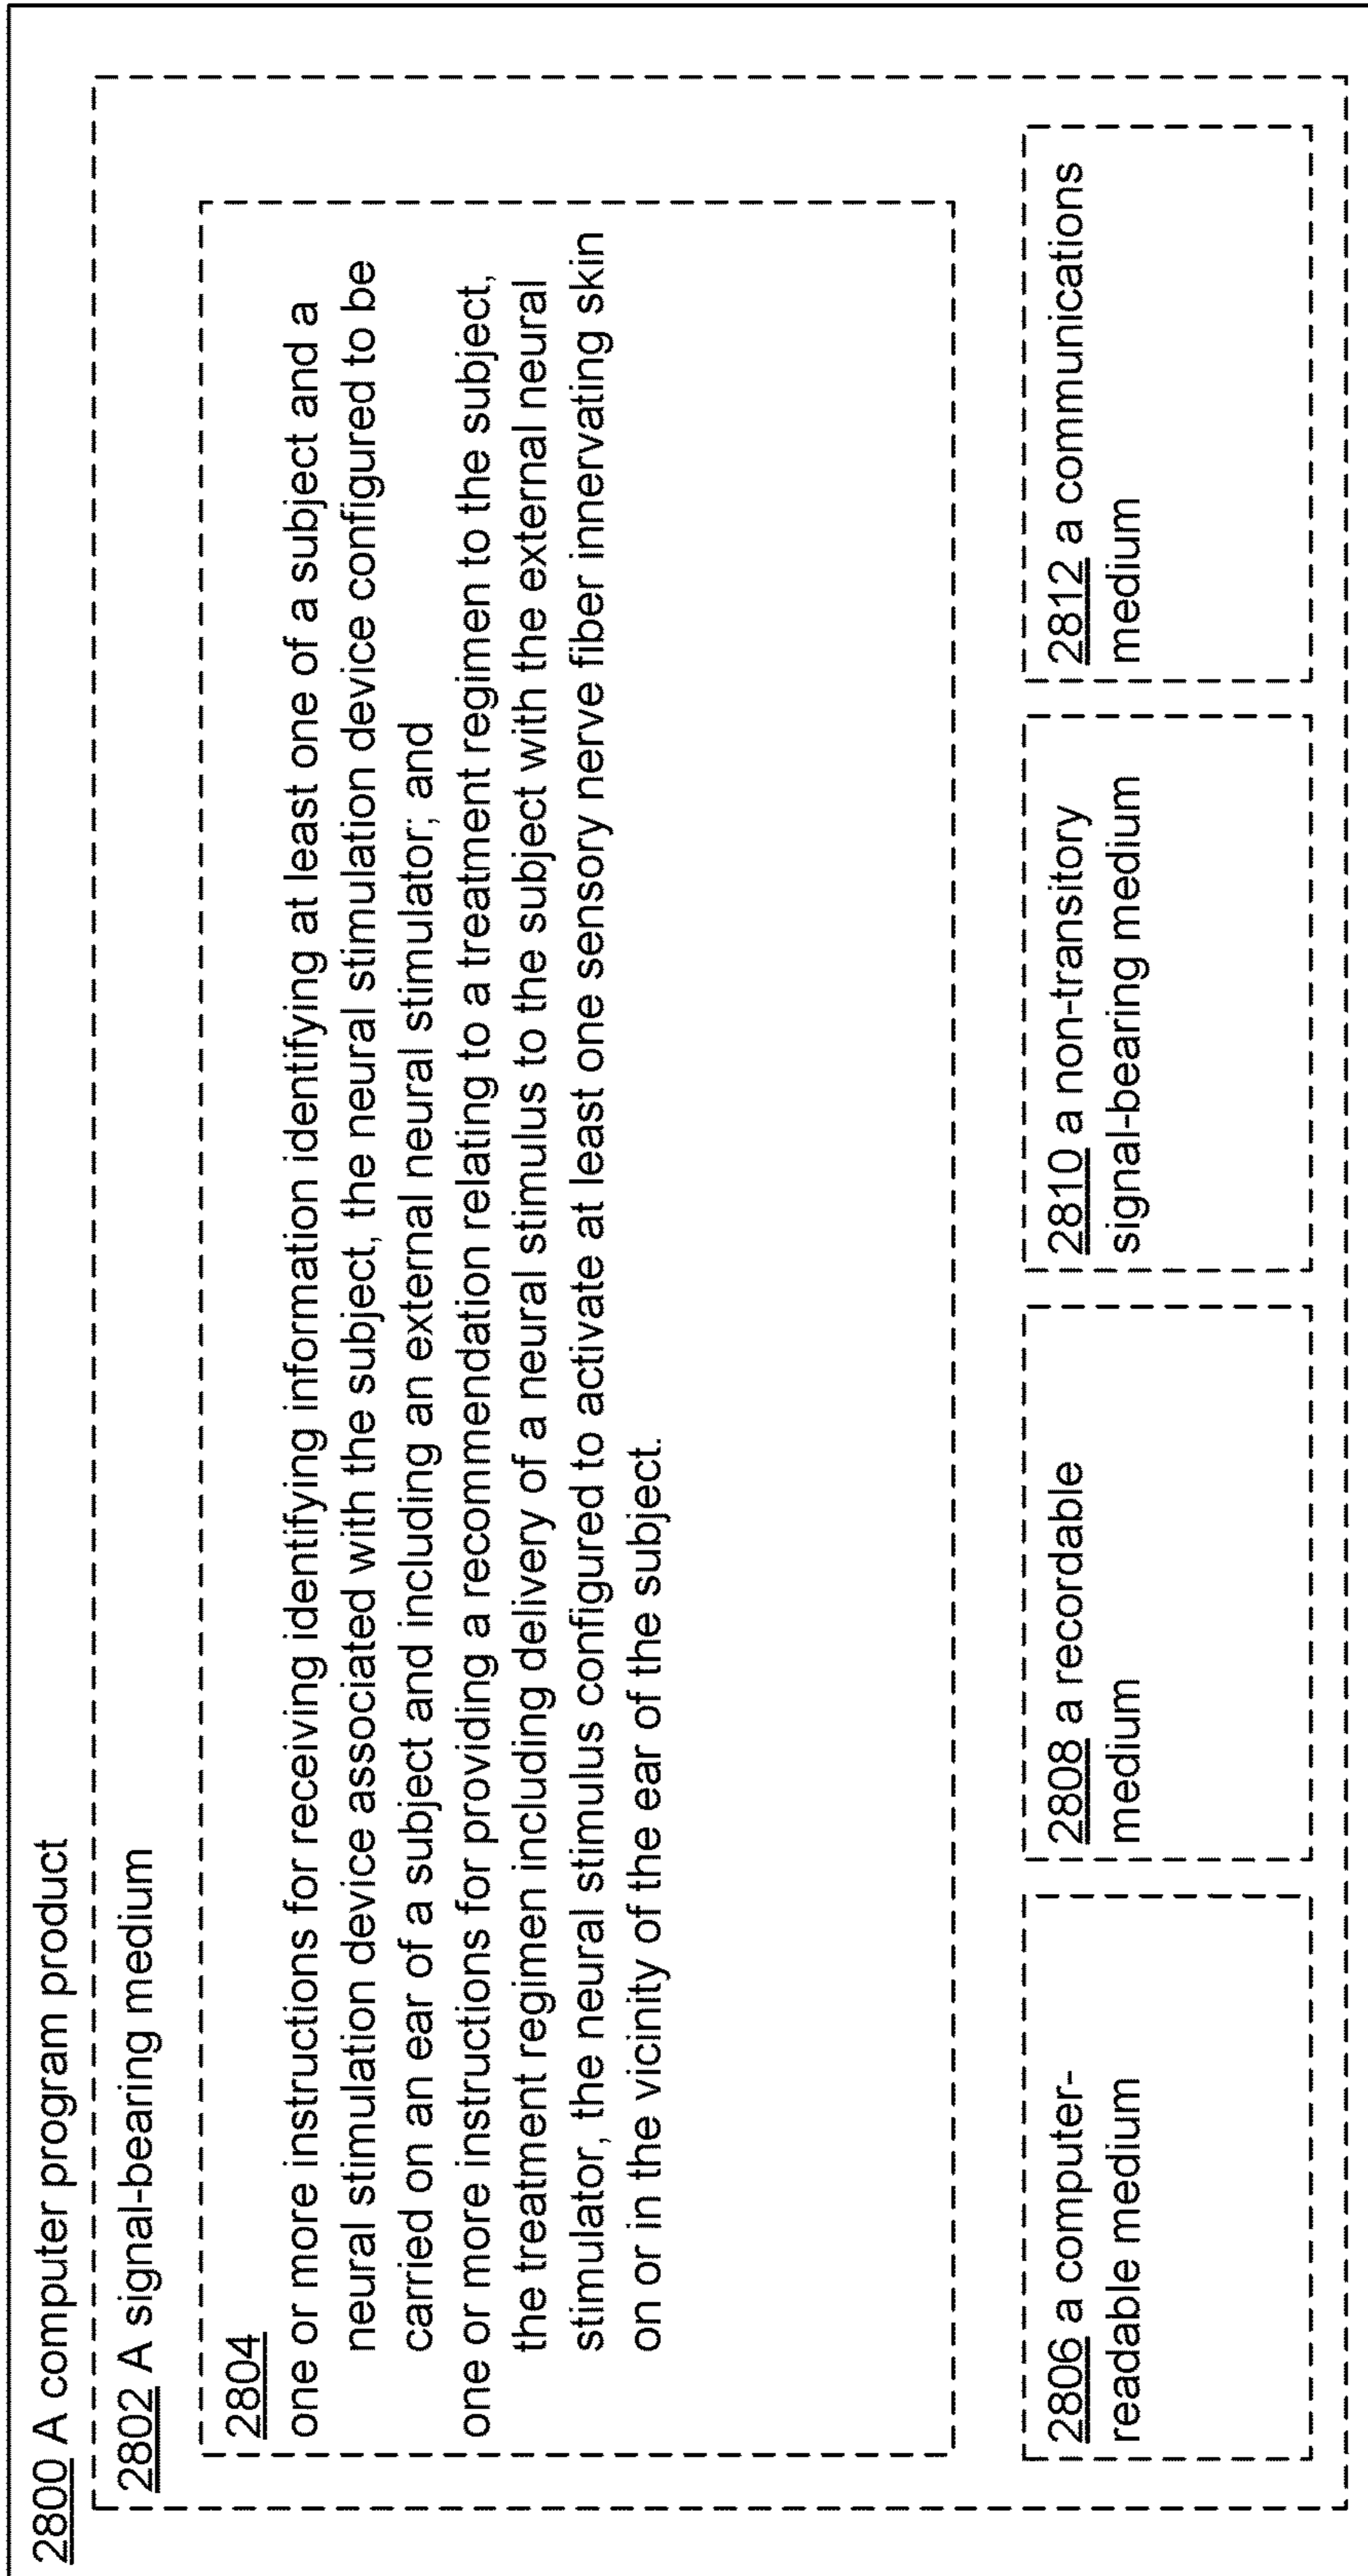 2800 A computer program product
2802 A signal-bearing medium
2804
one or more instructions for receiving identifying information identifying at least one of a subject and a
neural stimulation device associated with the subject, the neural stimulation device configured to be
carried on an ear of a subject and including an external neural stimulator; and
one or more instructions for providing a recommendation relating to a treatment regimen to the subject,
the treatment regimen including delivery of a neural stimulus to the subject with the external neural
stimulator, the neural stimulus configured to activate at least one sensory nerve fiber innervating skin
on or in the vicinity of the ear of the subject.
2806 a computer-
readable medium
2808 a recordable
medium
2810 a non-transitory
signal-bearing medium
2812 a communications
medium